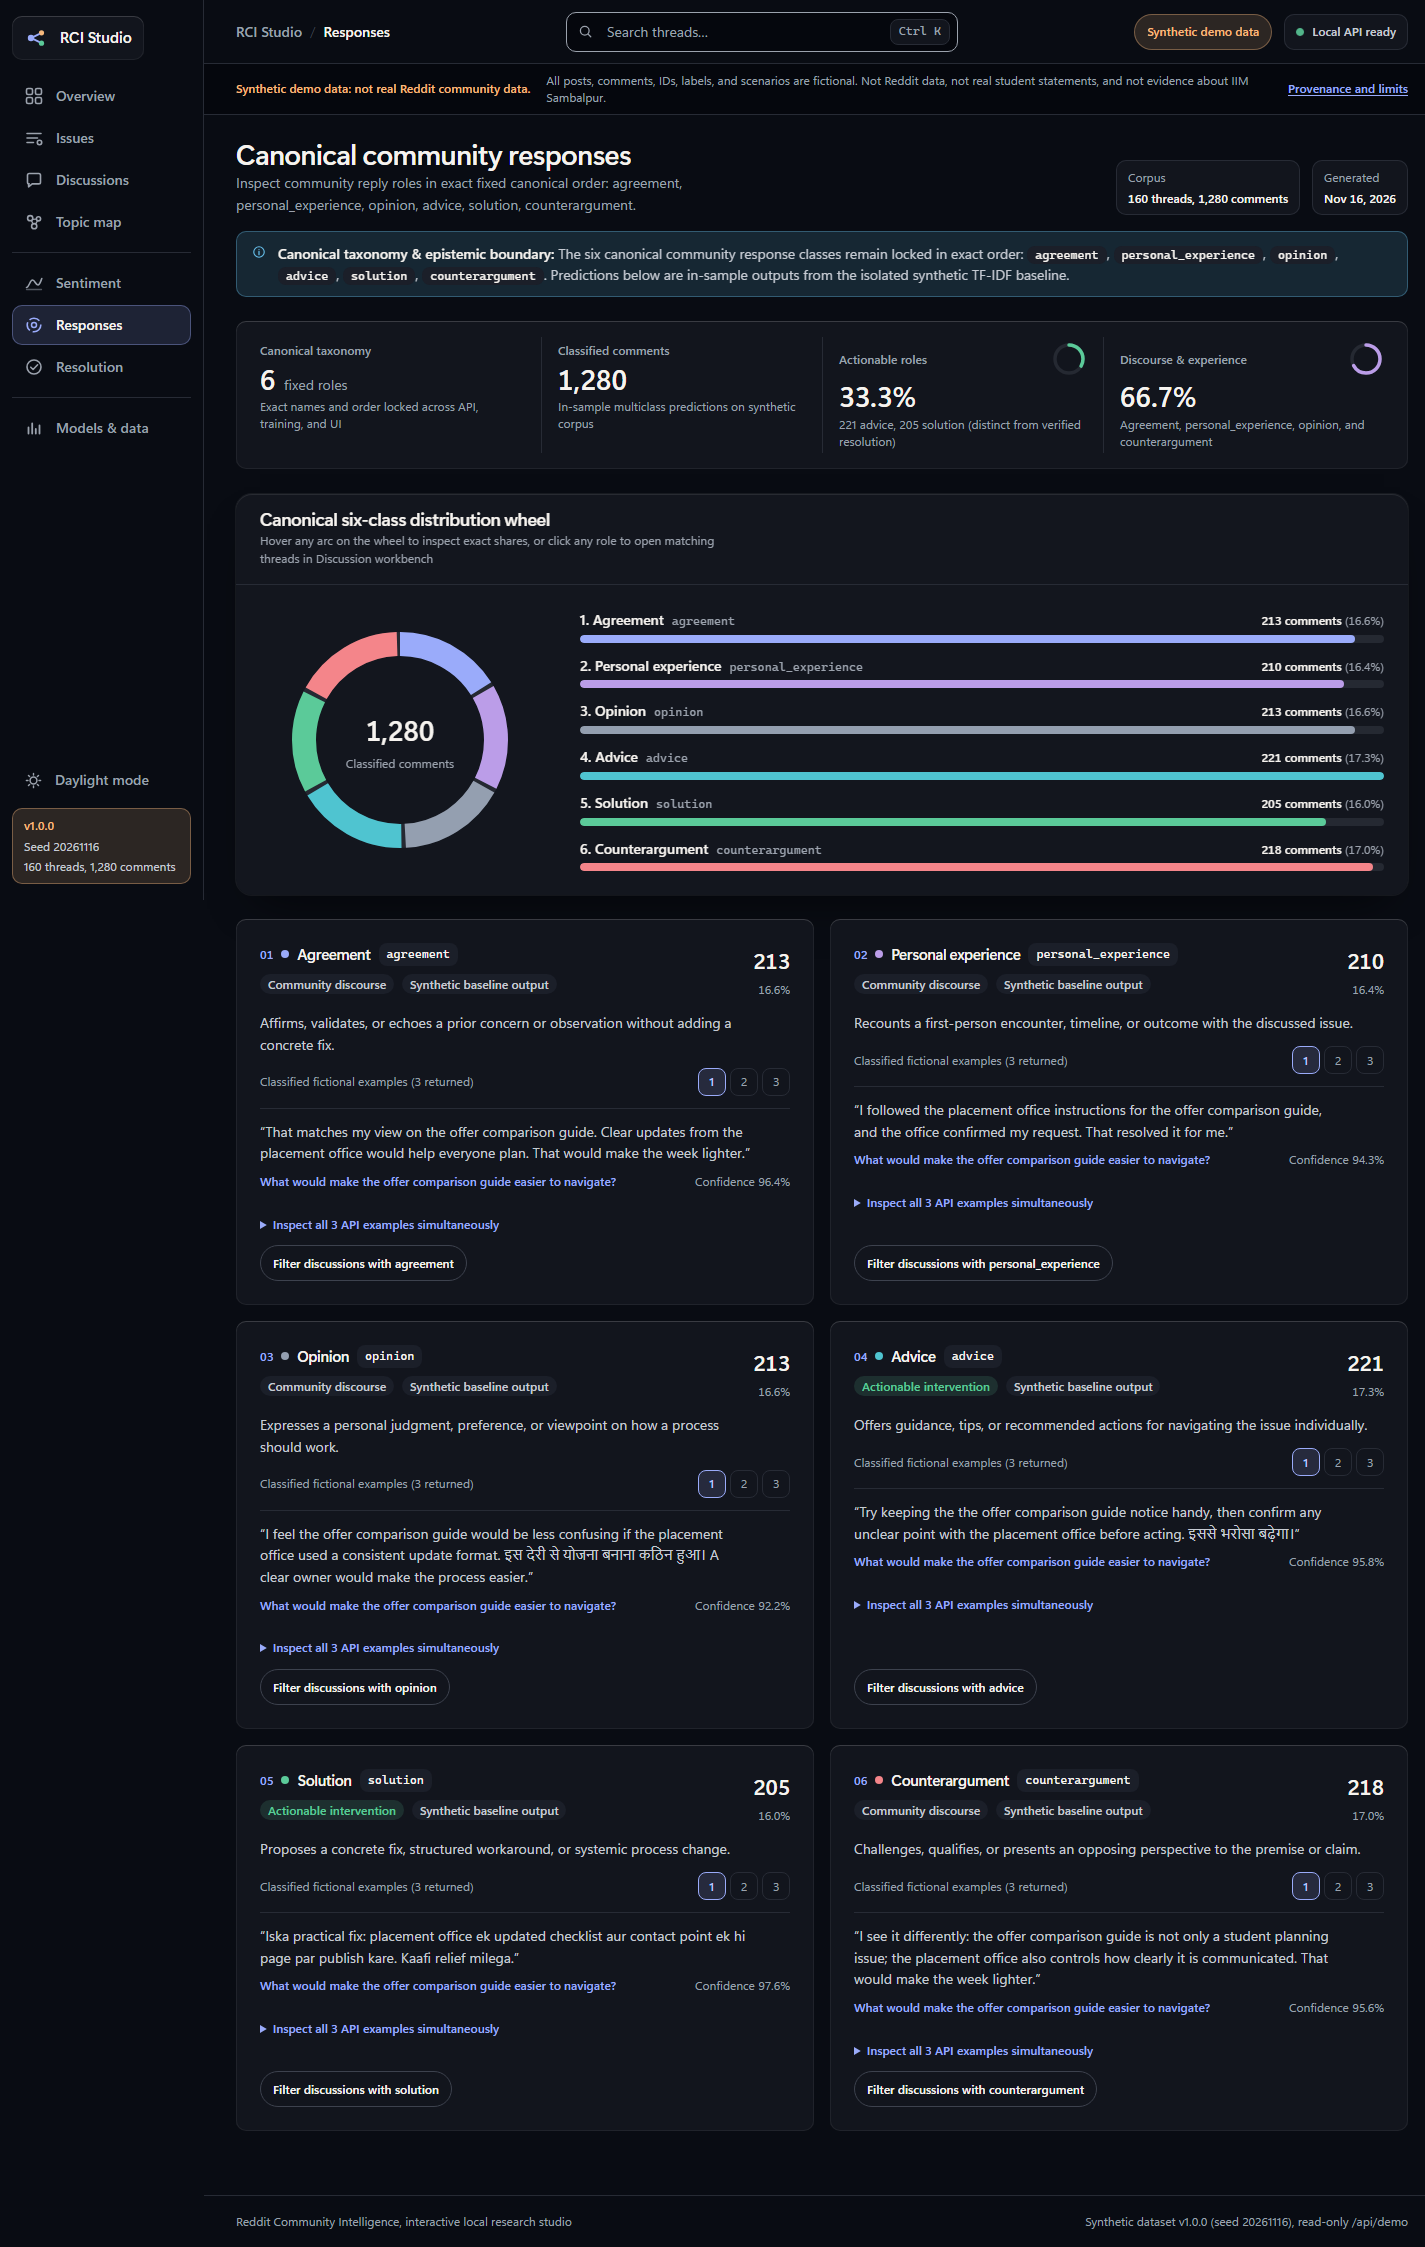 RCI Studio
Overview
Issues
Discussions
Topic map
Sentiment
Responses
Resolution
Models & data
Daylight mode
v1.0.0
Seed 20261116
160 threads, 1,280 comments
RCI Studio / Responses
Search threads...
Ctrl K
Synthetic demo data
Local API ready
Synthetic demo data: not real Reddit community data.
All posts, comments, IDs, labels, and scenarios are fictional. Not Reddit data, not real student statements, and not evidence about IIM
Sambalpur.
Provenance and limits
Canonical community responses
Inspect community reply roles in exact fixed canonical order: agreement,
personal_experience, opinion, advice, solution, counterargument.
Corpus
160 threads, 1,280 comments
Generated
Nov 16, 2026
Canonical taxonomy & epistemic boundary: The six canonical community response classes remain locked in exact order: agreement , personal_experience , opinion ,
advice , solution , counterargument . Predictions below are in-sample outputs from the isolated synthetic TF-IDF baseline.
Canonical taxonomy
6 fixed roles
Exact names and order locked across API,
training, and UI
Classified comments
1,280
In-sample multiclass predictions on synthetic
corpus
Actionable roles
33.3%
221 advice, 205 solution (distinct from verified
resolution)
Discourse & experience
66.7%
Agreement, personal_experience, opinion, and
counterargument
Canonical six-class distribution wheel
Hover any arc on the wheel to inspect exact shares, or click any role to open matching
threads in Discussion workbench
1,280
Classified comments
1. Agreement agreement 213 comments (16.6%)
2. Personal experience personal_experience 210 comments (16.4%)
3. Opinion opinion 213 comments (16.6%)
4. Advice advice 221 comments (17.3%)
5. Solution solution 205 comments (16.0%)
6. Counterargument counterargument 218 comments (17.0%)
01 Agreement agreement 213
Community discourse Synthetic baseline output 16.6%
Affirms, validates, or echoes a prior concern or observation without adding a
concrete fix.
Classified fictional examples (3 returned) 1 2 3
“That matches my view on the offer comparison guide. Clear updates from the
placement office would help everyone plan. That would make the week lighter.”
What would make the offer comparison guide easier to navigate? Confidence 96.4%
Inspect all 3 API examples simultaneously
Filter discussions with agreement
02 Personal experience personal_experience 210
Community discourse Synthetic baseline output 16.4%
Recounts a first-person encounter, timeline, or outcome with the discussed issue.
Classified fictional examples (3 returned) 1 2 3
“I followed the placement office instructions for the offer comparison guide,
and the office confirmed my request. That resolved it for me.”
What would make the offer comparison guide easier to navigate? Confidence 94.3%
Inspect all 3 API examples simultaneously
Filter discussions with personal_experience
03 Opinion opinion 213
Community discourse Synthetic baseline output 16.6%
Expresses a personal judgment, preference, or viewpoint on how a process
should work.
Classified fictional examples (3 returned) 1 2 3
“I feel the offer comparison guide would be less confusing if the placement
office used a consistent update format. इस देरी से योजना बनाना कठिन हुआ। A
clear owner would make the process easier.”
What would make the offer comparison guide easier to navigate? Confidence 92.2%
Inspect all 3 API examples simultaneously
Filter discussions with opinion
04 Advice advice 221
Actionable intervention Synthetic baseline output 17.3%
Offers guidance, tips, or recommended actions for navigating the issue individually.
Classified fictional examples (3 returned) 1 2 3
“Try keeping the the offer comparison guide notice handy, then confirm any
unclear point with the placement office before acting. इससे भरोसा बढ़ेगा।”
What would make the offer comparison guide easier to navigate? Confidence 95.8%
Inspect all 3 API examples simultaneously
Filter discussions with advice
05 Solution solution 205
Actionable intervention Synthetic baseline output 16.0%
Proposes a concrete fix, structured workaround, or systemic process change.
Classified fictional examples (3 returned) 1 2 3
“Iska practical fix: placement office ek updated checklist aur contact point ek hi
page par publish kare. Kaafi relief milega.”
What would make the offer comparison guide easier to navigate? Confidence 97.6%
Inspect all 3 API examples simultaneously
Filter discussions with solution
06 Counterargument counterargument 218
Community discourse Synthetic baseline output 17.0%
Challenges, qualifies, or presents an opposing perspective to the premise or claim.
Classified fictional examples (3 returned) 1 2 3
“I see it differently: the offer comparison guide is not only a student planning
issue; the placement office also controls how clearly it is communicated. That
would make the week lighter.”
What would make the offer comparison guide easier to navigate? Confidence 95.6%
Inspect all 3 API examples simultaneously
Filter discussions with counterargument
Reddit Community Intelligence, interactive local research studio
Synthetic dataset v1.0.0 (seed 20261116), read-only /api/demo